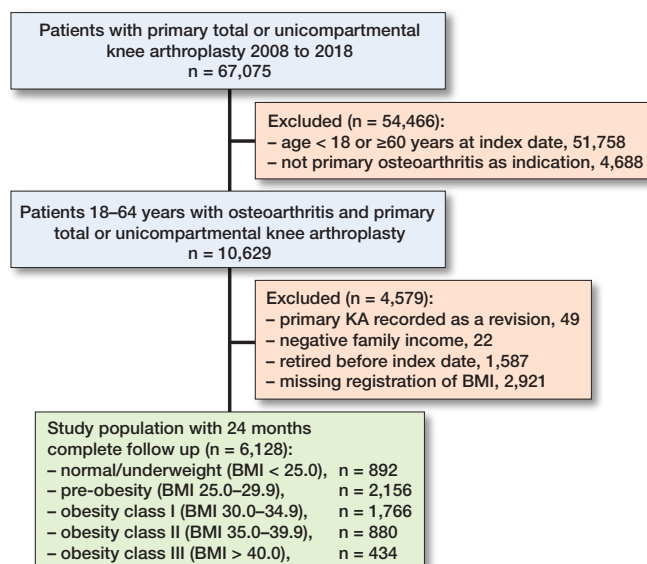 Patients with primary total or unicompartmental
knee arthroplasty 2008 to 2018
n = 67,075
Excluded (n = 54,466):
– age < 18 or ≥60 years at index date, 51,758
– not primary osteoarthritis as indication, 4,688
Patients 18–64 years with osteoarthritis and primary
total or unicompartmental knee arthroplasty
n = 10,629
Excluded (n = 4,579):
– primary KA recorded as a revision, 49
– negative family income, 22
– retired before index date, 1,587
– missing registration of BMI, 2,921
Study population with 24 months
complete follow up (n = 6,128):
– normal/underweight (BMI < 25.0), n = 892
– pre-obesity (BMI 25.0–29.9), n = 2,156
– obesity class I (BMI 30.0–34.9), n = 1,766
– obesity class II (BMI 35.0–39.9), n = 880
– obesity class III (BMI > 40.0), n = 434